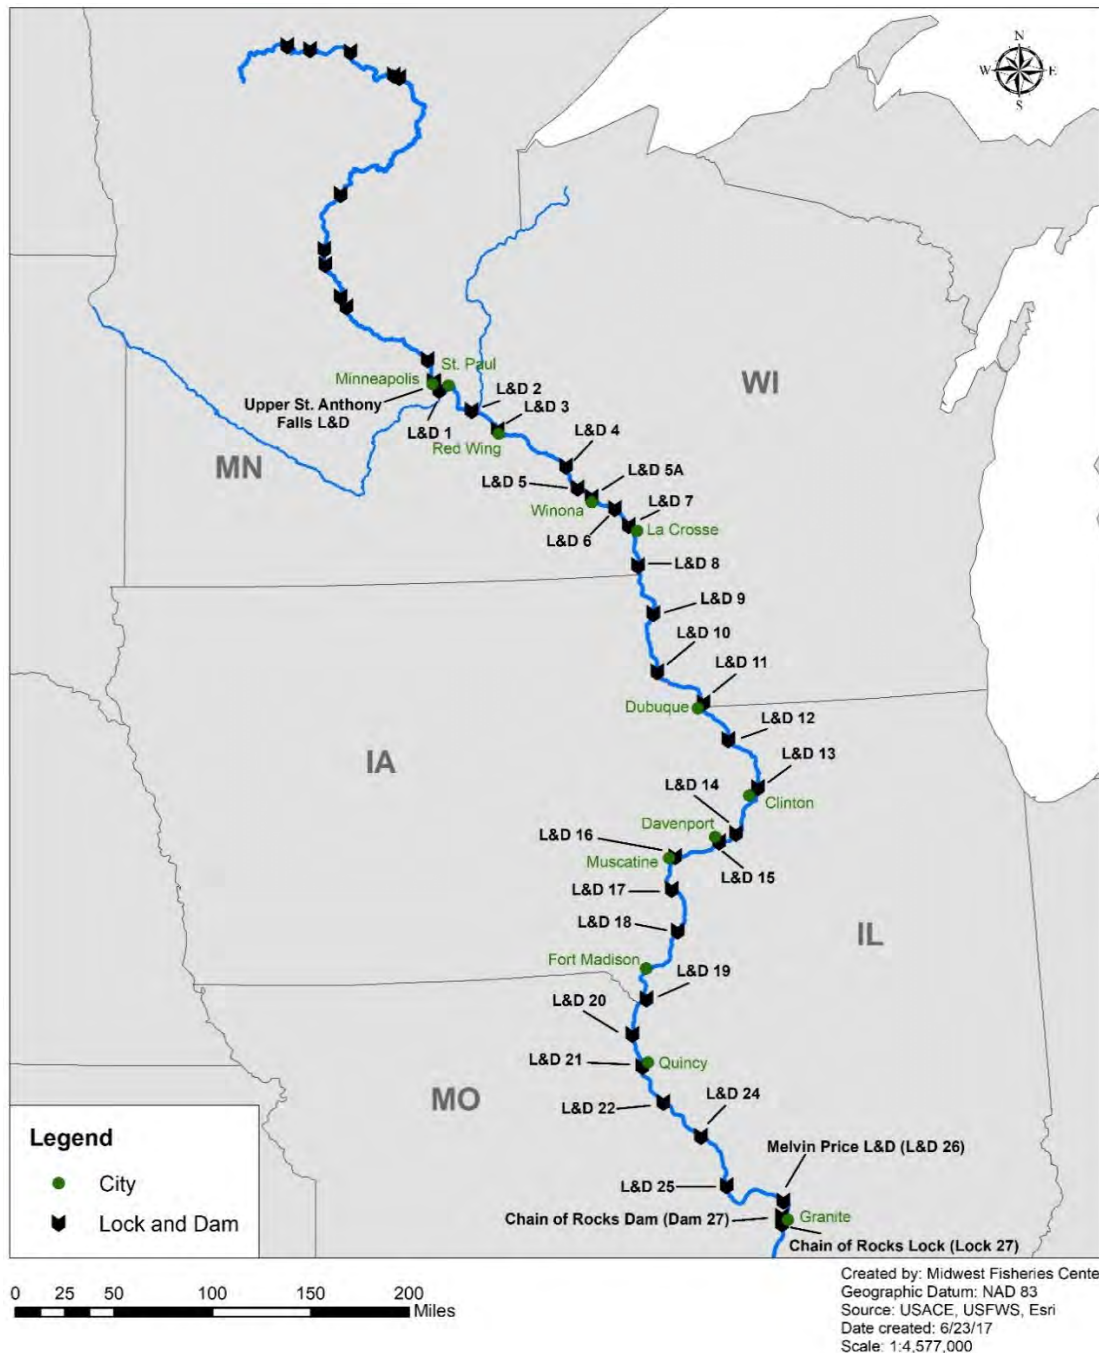 N
W
E
S
WI
St. Paul
Minneapolis
Upper St. Anthony
Falls L&D
L&D 2
L&D 3
L&D 1
Red Wing
L&D 4
MN
L&D 5
L&D 5A
Winona
L&D 7
L&D 6
La Crosse
L&D 8
L&D 9
L&D 10
L&D 11
Dubuque
L&D 12
IA
L&D 13
L&D 14
Clinton
Davenport
L&D 16
Muscatine
L&D 15
L&D 17
L&D 18
IL
Fort Madison
L&D 19
L&D 20
L&D 21
Quincy
MO
L&D 22
L&D 24
Melvin Price L&D (L&D 26)
L&D 25
Chain of Rocks Dam (Dam 27)
Granite
Chain of Rocks Lock (Lock 27)
Legend
City
Lock and Dam
0 25 50 100 150 200
Miles
Created by: Midwest Fisheries Cente
Geographic Datum: NAD 83
Source: USACE, USFWS, Esri
Date created: 6/23/17
Scale: 1:4,577,000